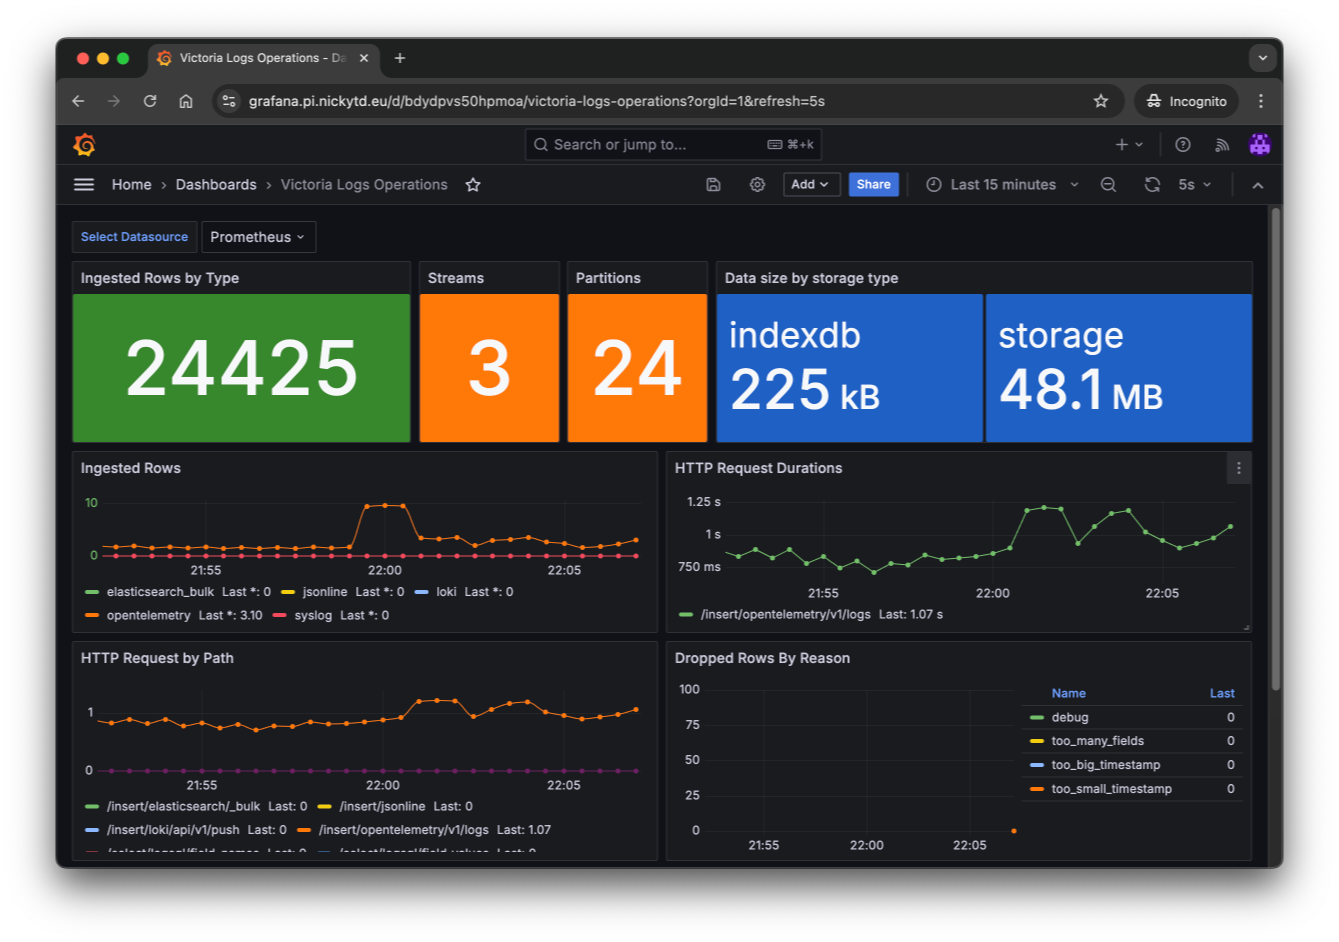 Victoria Logs Operations - Da
grafana.pi.nickytd.eu/d/bdydpvs50hpmoa/victoria-logs-operations?orgId=1&refresh=5s
Incognito
Search or jump to...
⌘+k
Home › Dashboards › Victoria Logs Operations
Add
Share
Last 15 minutes
5s
Select Datasource
Prometheus
Ingested Rows by Type
24425
Streams
3
Partitions
24
Data size by storage type
indexdb
225 kB
storage
48.1 MB
Ingested Rows
10
0
21:55 22:00 22:05
elasticsearch_bulk Last *: 0 jsonline Last *: 0 loki Last *: 0
opentelemetry Last *: 3.10 syslog Last *: 0
HTTP Request Durations
1.25 s
1 s
750 ms
21:55 22:00 22:05
/insert/opentelemetry/v1/logs Last: 1.07 s
HTTP Request by Path
1
0
21:55 22:00 22:05
/insert/elasticsearch/_bulk Last: 0 /insert/jsonline Last: 0
/insert/loki/api/v1/push Last: 0 /insert/opentelemetry/v1/logs Last: 1.07
Dropped Rows By Reason
100
75
50
25
0
21:55 22:00 22:05
Name Last
debug 0
too_many_fields 0
too_big_timestamp 0
too_small_timestamp 0